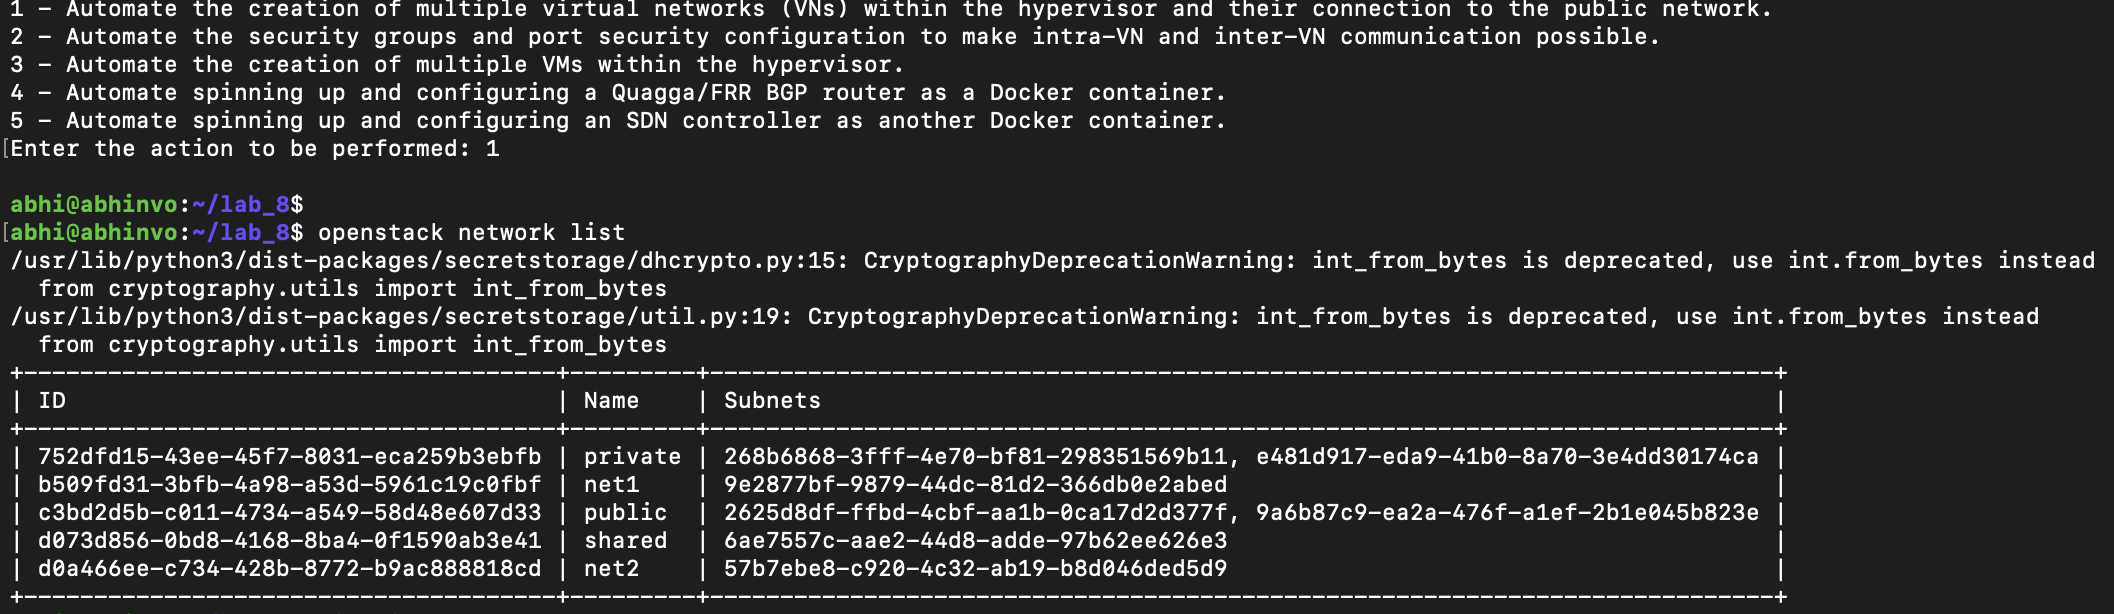 1 - Automate the creation of multiple virtual networks (VNs) within the hypervisor and their connection to the public network.
2 - Automate the security groups and port security configuration to make intra-VN and inter-VN communication possible.
3 - Automate the creation of multiple VMs within the hypervisor.
4 - Automate spinning up and configuring a Quagga/FRR BGP router as a Docker container.
5 - Automate spinning up and configuring an SDN controller as another Docker container.
[Enter the action to be performed: 1
abhi@abhinvo:~/lab_8$
[abhi@abhinvo:~/lab_8$ openstack network list
/usr/lib/python3/dist-packages/secretstorage/dhcrypto.py:15: CryptographyDeprecationWarning: int_from_bytes is deprecated, use int.from_bytes instead
  from cryptography.utils import int_from_bytes
/usr/lib/python3/dist-packages/secretstorage/util.py:19: CryptographyDeprecationWarning: int_from_bytes is deprecated, use int.from_bytes instead
  from cryptography.utils import int_from_bytes
+--------------------------------------+---------+----------------------------------------------------------------------------+
| ID                                   | Name    | Subnets                                                                    |
+--------------------------------------+---------+----------------------------------------------------------------------------+
| 752dfd15-43ee-45f7-8031-eca259b3ebfb | private | 268b6868-3fff-4e70-bf81-298351569b11, e481d917-eda9-41b0-8a70-3e4dd30174ca |
| b509fd31-3bfb-4a98-a53d-5961c19c0fbf | net1    | 9e2877bf-9879-44dc-81d2-366db0e2abed                                       |
| c3bd2d5b-c011-4734-a549-58d48e607d33 | public  | 2625d8df-ffbd-4cbf-aa1b-0ca17d2d377f, 9a6b87c9-ea2a-476f-a1ef-2b1e045b823e |
| d073d856-0bd8-4168-8ba4-0f1590ab3e41 | shared  | 6ae7557c-aae2-44d8-adde-97b62ee626e3                                       |
| d0a466ee-c734-428b-8772-b9ac888818cd | net2    | 57b7ebe8-c920-4c32-ab19-b8d046ded5d9                                       |
+--------------------------------------+---------+----------------------------------------------------------------------------+